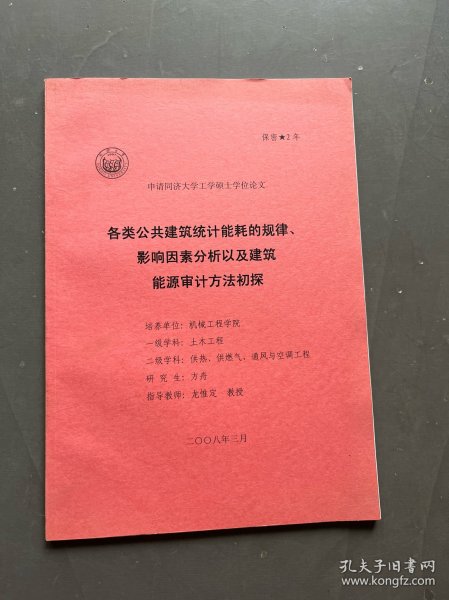 保密★2年
申请同济大学工学硕士学位论文
各类公共建筑统计能耗的规律、
影响因素分析以及建筑
能源审计方法初探
培养单位：机械工程学院
一级学科：土木工程
二级学科：供热、供燃气、通风与空调工程
研 究 生：方舟
指导教师：龙惟定 教授
二〇〇八年三月
孔夫子旧书网
www.kongfz.com